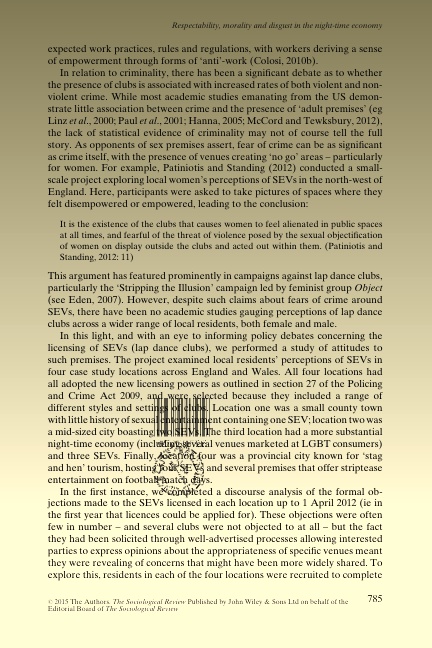 Respectability, morality and disgust in the night-time economy
expected work practices, rules and regulations, with workers deriving a sense
of empowerment through forms of ‘anti’-work (Colosi, 2010b).
In relation to criminality, there has been a significant debate as to whether
the presence of clubs is associated with increased rates of both violent and non-
violent crime. While most academic studies emanating from the US demon-
strate little association between crime and the presence of ‘adult premises’ (eg
Linz et al., 2000; Paul et al., 2001; Hanna, 2005; McCord and Tewksbury, 2012),
the lack of statistical evidence of criminality may not of course tell the full
story. As opponents of sex premises assert, fear of crime can be as significant
as crime itself, with the presence of venues creating ‘no go’ areas – particularly
for women. For example, Patiniotis and Standing (2012) conducted a small-
scale project exploring local women’s perceptions of SEVs in the north-west of
England. Here, participants were asked to take pictures of spaces where they
felt disempowered or empowered, leading to the conclusion:
It is the existence of the clubs that causes women to feel alienated in public spaces
at all times, and fearful of the threat of violence posed by the sexual objectification
of women on display outside the clubs and acted out within them. (Patiniotis and
Standing, 2012: 11)
This argument has featured prominently in campaigns against lap dance clubs,
particularly the ‘Stripping the Illusion’ campaign led by feminist group Object
(see Eden, 2007). However, despite such claims about fears of crime around
SEVs, there have been no academic studies gauging perceptions of lap dance
clubs across a wider range of local residents, both female and male.
In this light, and with an eye to informing policy debates concerning the
licensing of SEVs (lap dance clubs), we performed a study of attitudes to
such premises. The project examined local residents’ perceptions of SEVs in
four case study locations across England and Wales. All four locations had
all adopted the new licensing powers as outlined in section 27 of the Policing
and Crime Act 2009, and were selected because they included a range of
different styles and settings of clubs. Location one was a small county town
with little history of sexual entertainment containing one SEV; location two was
a mid-sized city boasting two SEVs. The third location had a more substantial
night-time economy (including several venues marketed at LGBT consumers)
and three SEVs. Finally, location four was a provincial city known for ‘stag
and hen’ tourism, hosting four SEVs and several premises that offer striptease
entertainment on football match days.
In the first instance, we completed a discourse analysis of the formal ob-
jections made to the SEVs licensed in each location up to 1 April 2012 (ie in
the first year that licences could be applied for). These objections were often
few in number – and several clubs were not objected to at all – but the fact
they had been solicited through well-advertised processes allowing interested
parties to express opinions about the appropriateness of specific venues meant
they were revealing of concerns that might have been more widely shared. To
explore this, residents in each of the four locations were recruited to complete
© 2015 The Authors. The Sociological Review Published by John Wiley & Sons Ltd on behalf of the
Editorial Board of The Sociological Review
785